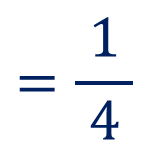 = 1/4